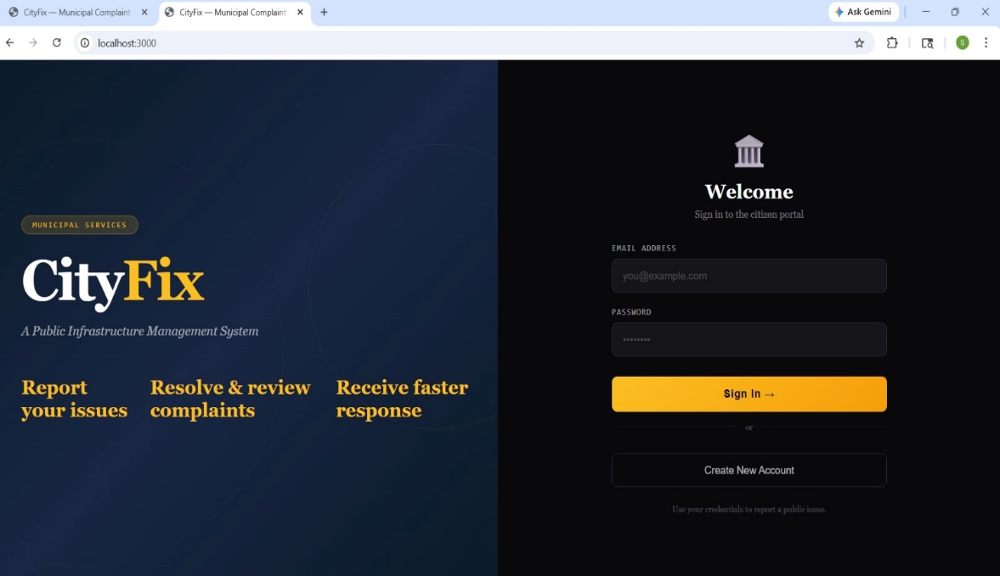 CityFix — Municipal Complaint
CityFix — Municipal Complaint
Ask Gemini
localhost:3000
S
MUNICIPAL SERVICES
CityFix
A Public Infrastructure Management System
Report
your issues
Resolve & review
complaints
Receive faster
response
Welcome
Sign in to the citizen portal
EMAIL ADDRESS
you@example.com
PASSWORD
••••••••
Sign In →
or
Create New Account
Use your credentials to report a public issue.